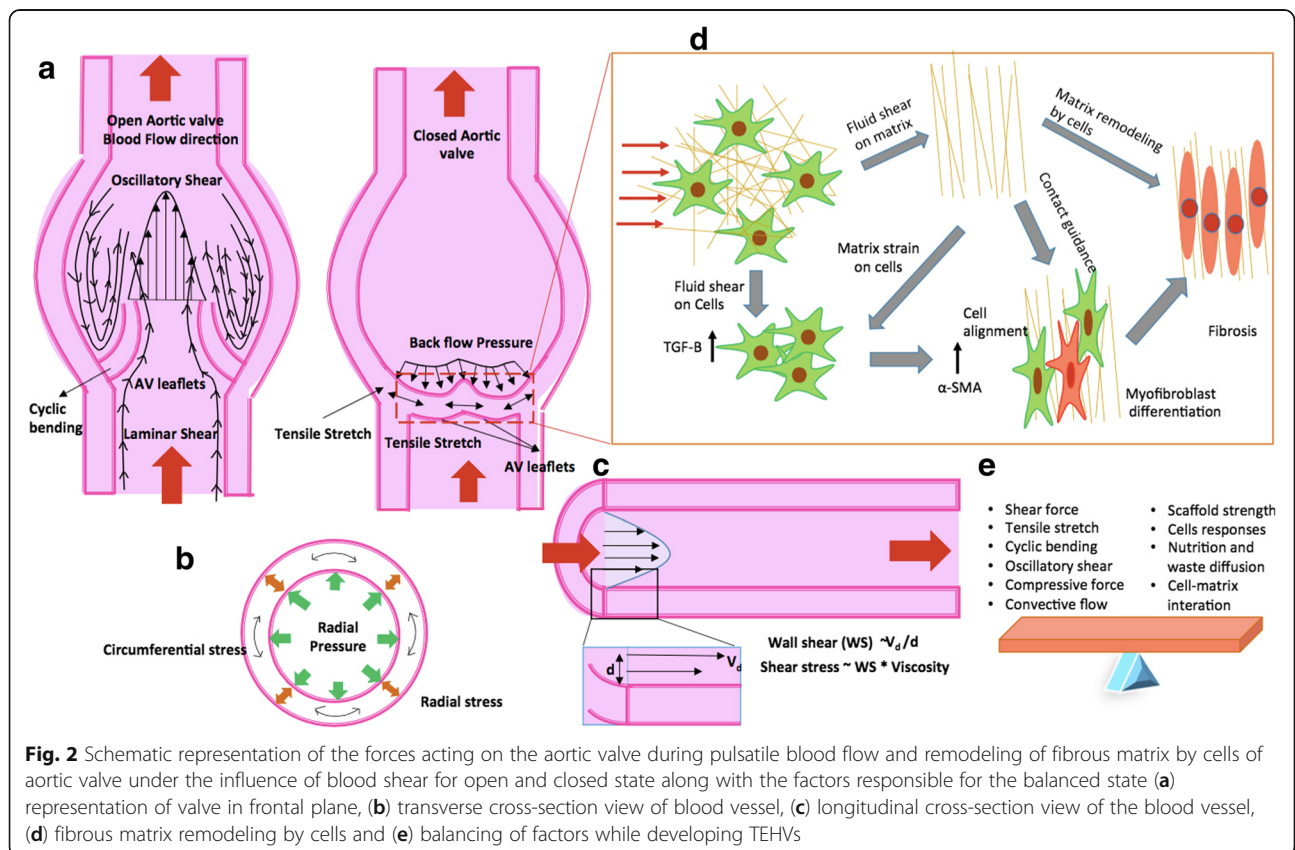 a
Open Aortic valve
Blood Flow direction
Oscillatory Shear
AV leaflets
Cyclic
bending
Laminar Shear
Closed Aortic
valve
Back flow Pressure
Tensile Stretch
Tensile Stretch
AV leaflets
d
Fluid shear
on matrix
Matrix remodeling
by cells
Contact guidance
Matrix strain
on cells
Fluid shear
on Cells
TGF-B
Cell
alignment
α-SMA
Myofibroblast
differentiation
Fibrosis
b
Radial
Pressure
Circumferential stress
Radial stress
c
d
Vd
Wall shear (WS) ~Vd/d
Shear stress ~ WS * Viscosity
e
• Shear force
• Tensile stretch
• Cyclic bending
• Oscillatory shear
• Compressive force
• Convective flow
• Scaffold strength
• Cells responses
• Nutrition and
waste diffusion
• Cell-matrix
interation
Fig. 2 Schematic representation of the forces acting on the aortic valve during pulsatile blood flow and remodeling of fibrous matrix by cells of
aortic valve under the influence of blood shear for open and closed state along with the factors responsible for the balanced state (a)
representation of valve in frontal plane, (b) transverse cross-section view of blood vessel, (c) longitudinal cross-section view of the blood vessel,
(d) fibrous matrix remodeling by cells and (e) balancing of factors while developing TEHVs